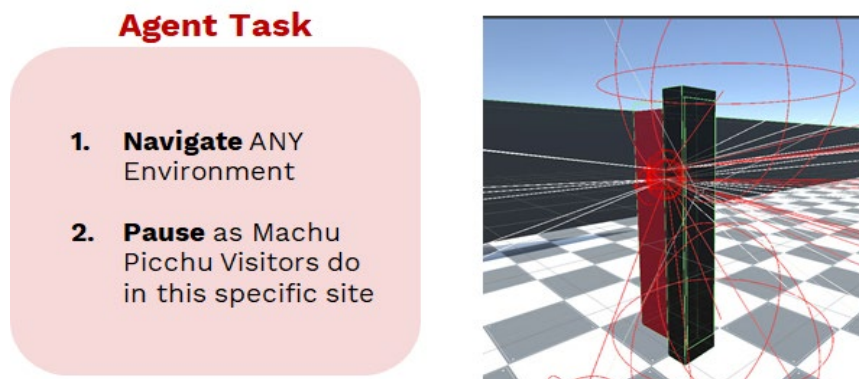 Agent Task
1. Navigate ANY
Environment
2. Pause as Machu
Picchu Visitors do
in this specific site